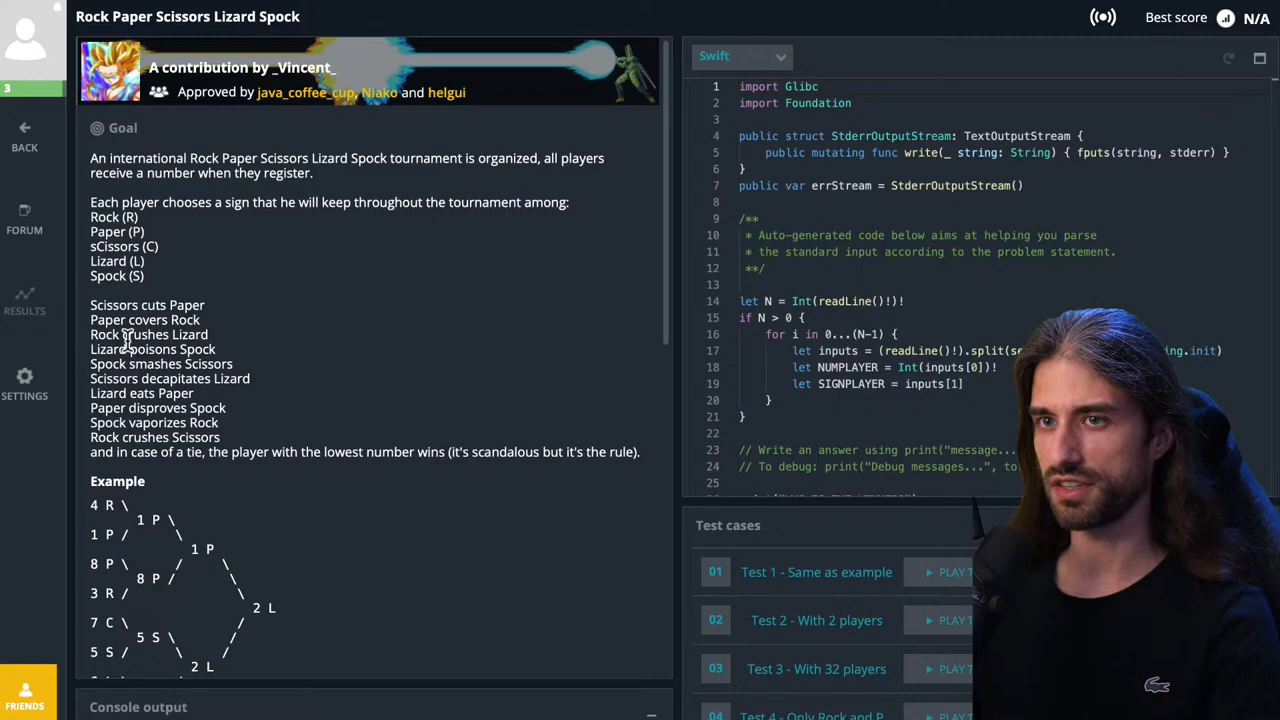 Rock Paper Scissors Lizard Spock
Best score N/A
3
BACK
FORUM
RESULTS
SETTINGS
FRIENDS
A contribution by _Vincent_
Approved by java_coffee_cup, Niako and helgui
Goal
An international Rock Paper Scissors Lizard Spock tournament is organized, all players
receive a number when they register.
Each player chooses a sign that he will keep throughout the tournament among:
Rock (R)
Paper (P)
sCissors (C)
Lizard (L)
Spock (S)
Scissors cuts Paper
Paper covers Rock
Rock crushes Lizard
Lizard poisons Spock
Spock smashes Scissors
Scissors decapitates Lizard
Lizard eats Paper
Paper disproves Spock
Spock vaporizes Rock
Rock crushes Scissors
and in case of a tie, the player with the lowest number wins (it's scandalous but it's the rule).
Example
4 R \
1 P \
1 P / \
1 P
8 P \ / \
8 P / \
3 R / \
2 L
7 C \ /
5 S \ /
5 S / \ /
2 L
Console output
Swift
1 import Glibc
2 import Foundation
3
4 public struct StderrOutputStream: TextOutputStream {
5 public mutating func write(_ string: String) { fputs(string, stderr) }
6 }
7 public var errStream = StderrOutputStream()
8
9 /**
10 * Auto-generated code below aims at helping you parse
11 * the standard input according to the problem statement.
12 **/
13
14 let N = Int(readLine()!)!
15 if N > 0 {
16 for i in 0...(N-1) {
17 let inputs = (readLine()!).split(se ing.init)
18 let NUMPLAYER = Int(inputs[0])!
19 let SIGNPLAYER = inputs[1]
20 }
21 }
22
23 // Write an answer using print("message...
24 // To debug: print("Debug messages...", to
25
Test cases
01 Test 1 - Same as example PLAY T
02 Test 2 - With 2 players PLAY T
03 Test 3 - With 32 players PLAY T
04 Test 4 - Only Rock and P PLAY T